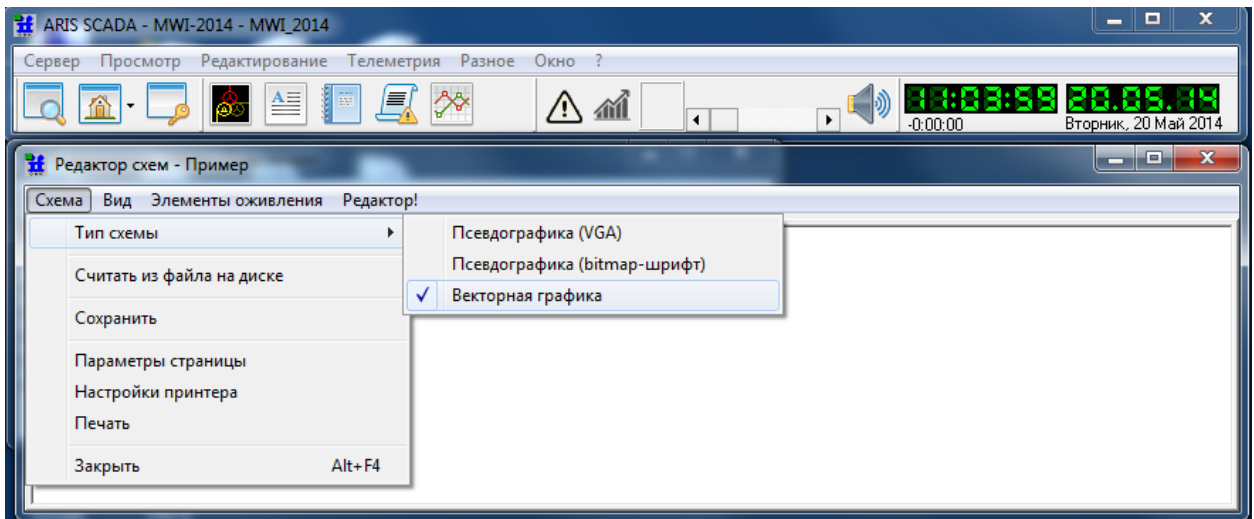 ARIS SCADA - MWI-2014 - MWI_2014
Сервер Просмотр Редактирование Телеметрия Разное Окно ?
11:03:59 20.05.14
-0:00:00 Вторник, 20 Май 2014
Редактор схем - Пример
Схема Вид Элементы оживления Редактор!
Тип схемы
Считать из файла на диске
Сохранить
Параметры страницы
Настройки принтера
Печать
Закрыть Alt+F4
Псевдографика (VGA)
Псевдографика (bitmap-шрифт)
Векторная графика